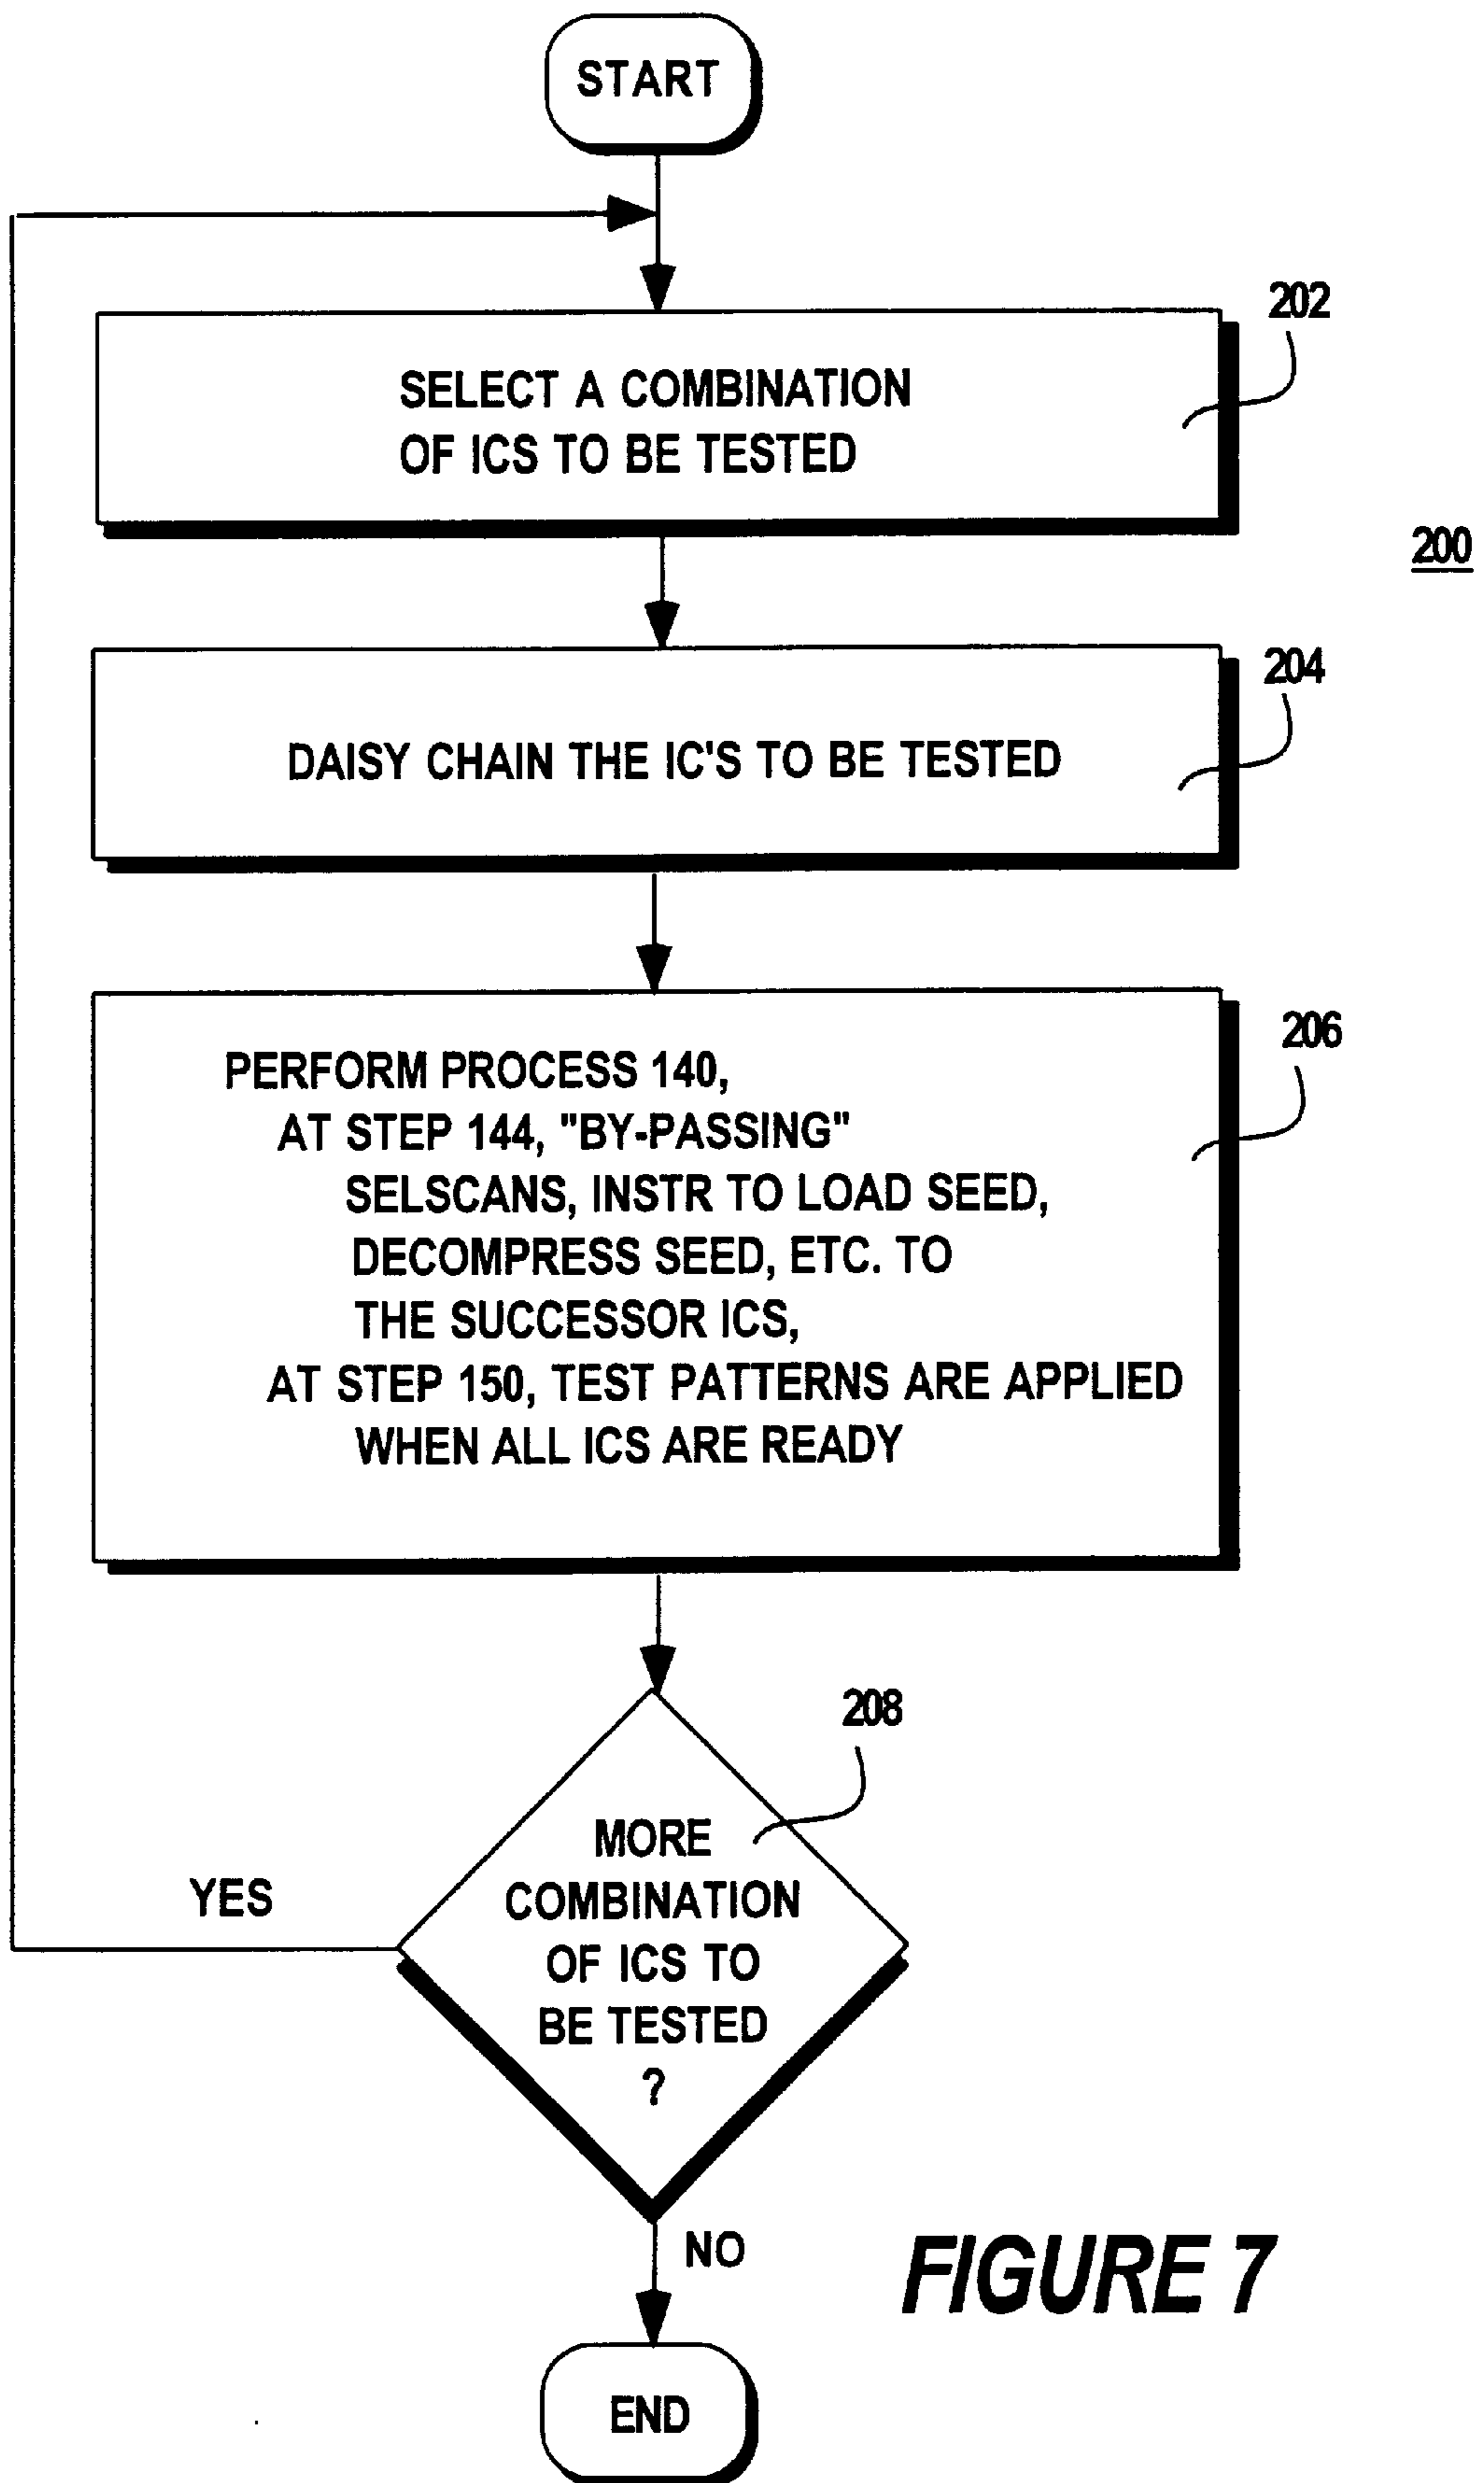 START
202
SELECT A COMBINATION
OF ICS TO BE TESTED
200
204
DAISY CHAIN THE IC'S TO BE TESTED
206
PERFORM PROCESS 140,
AT STEP 144, "BY-PASSING"
SELSCANS, INSTR TO LOAD SEED,
DECOMPRESS SEED, ETC. TO
THE SUCCESSOR ICS,
AT STEP 150, TEST PATTERNS ARE APPLIED
WHEN ALL ICS ARE READY
208
MORE
COMBINATION
OF ICS TO
BE TESTED
?
YES
NO
FIGURE 7
END